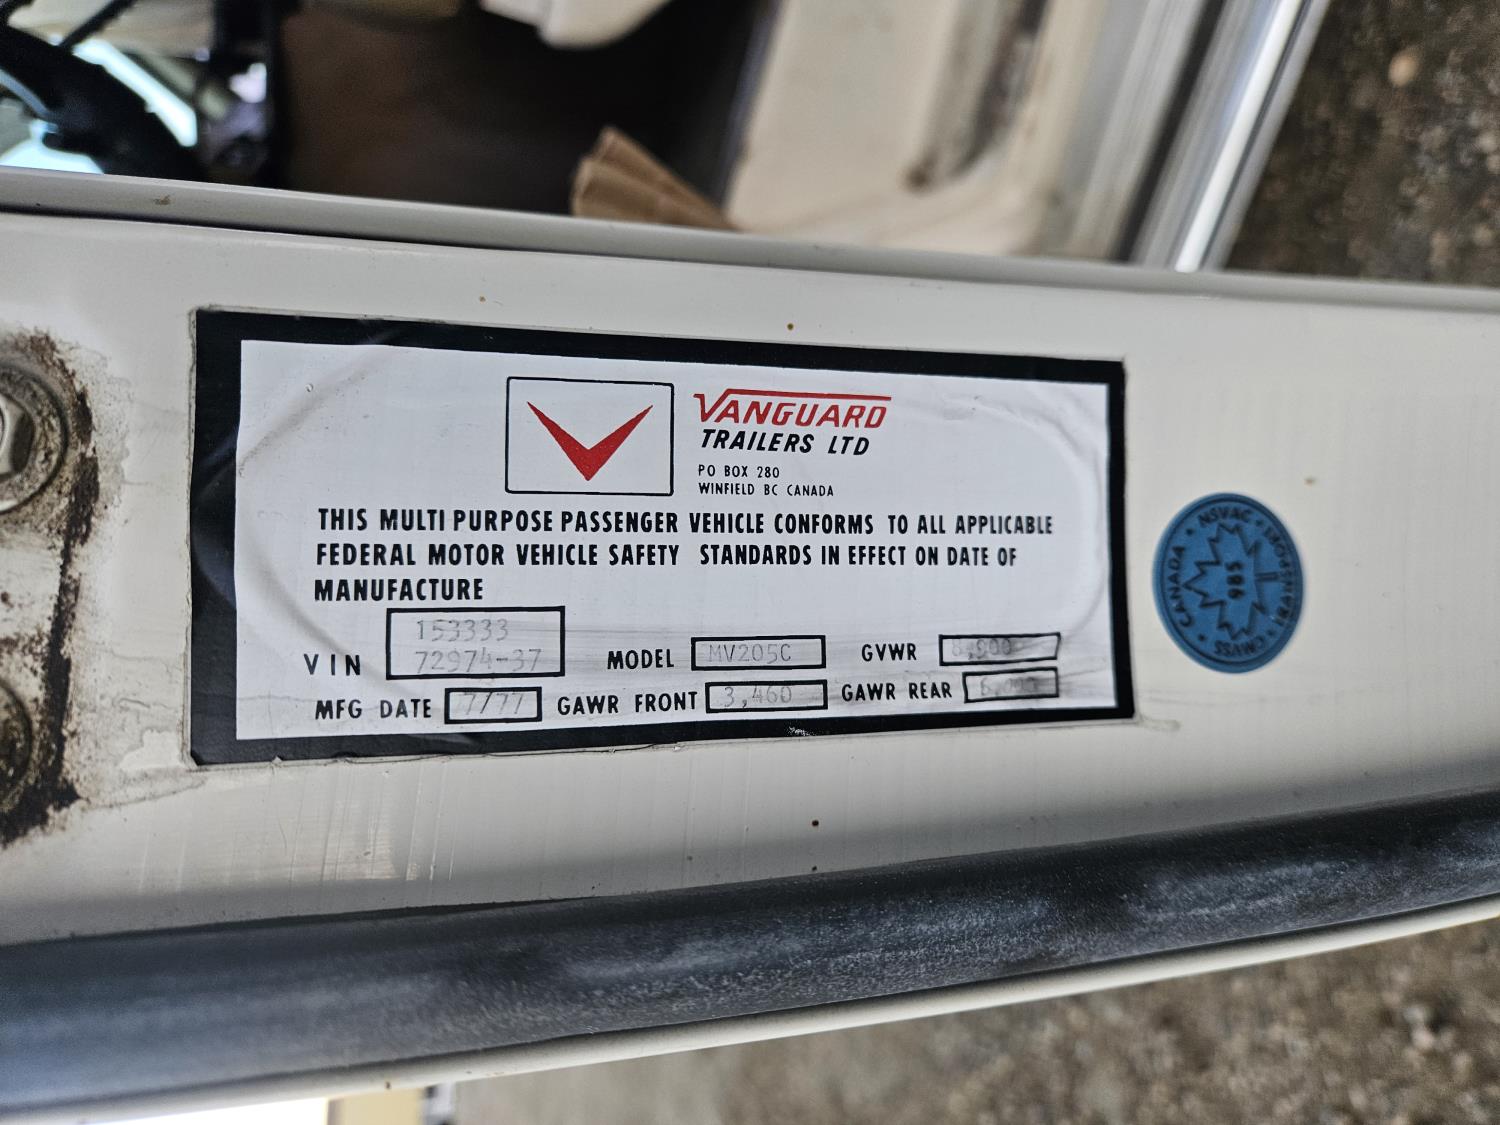 VANGUARD
TRAILERS LTD
PO BOX 280
WINFIELD BC CANADA
THIS MULTI PURPOSE PASSENGER VEHICLE CONFORMS TO ALL APPLICABLE
FEDERAL MOTOR VEHICLE SAFETY STANDARDS IN EFFECT ON DATE OF
MANUFACTURE
VIN 153333
72974-37
MODEL MV205C GVWR
MFG DATE 7/77 GAWR FRONT 3,460 GAWR REAR
CANADA • NSVAC • TRANSPORT • CMVSS
985